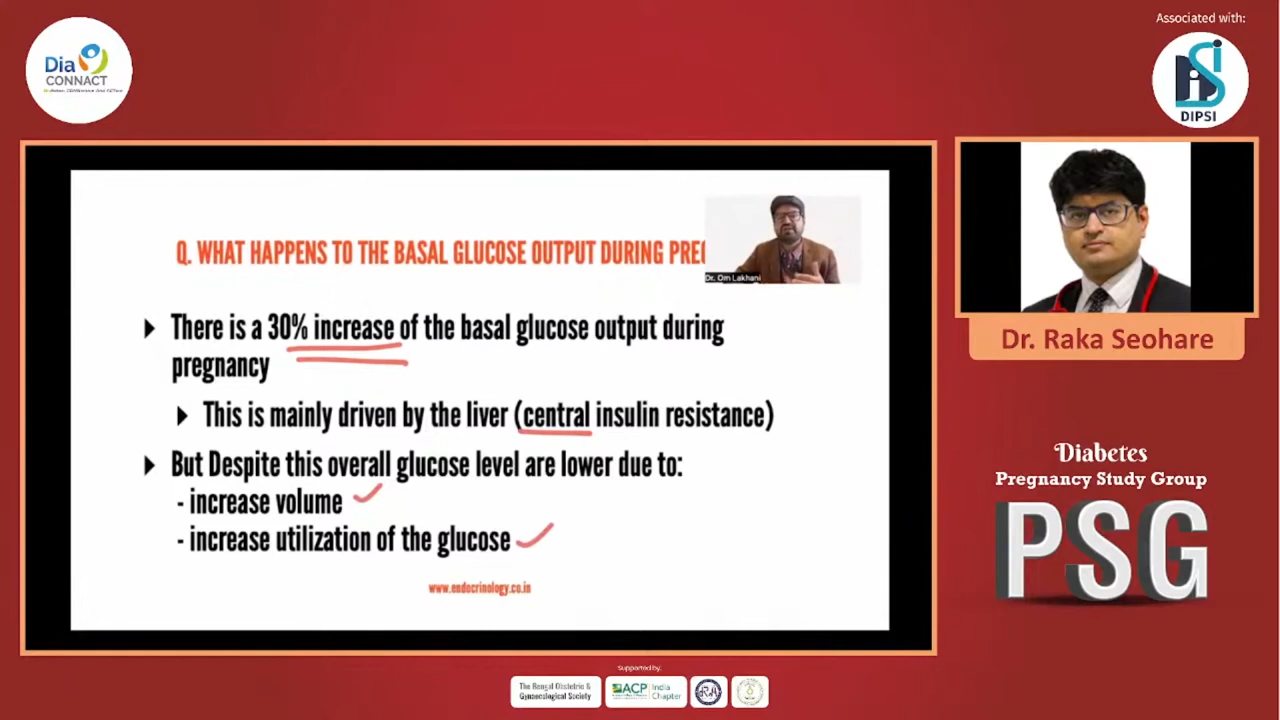 Associated with:
Dia
CONNACT
DIPSI
Q. WHAT HAPPENS TO THE BASAL GLUCOSE OUTPUT DURING
Dr. Om Lakhani
There is a 30% increase of the basal glucose output during
pregnancy
This is mainly driven by the liver (central insulin resistance)
But Despite this overall glucose level are lower due to:
- increase volume
- increase utilization of the glucose
www.endocrinology.co.in
Dr. Raka Seohare
Diabetes
Pregnancy Study Group
PSG
Supported by:
The Bengal Obstetric &
Gynaecological Society
ACP
India
Chapter